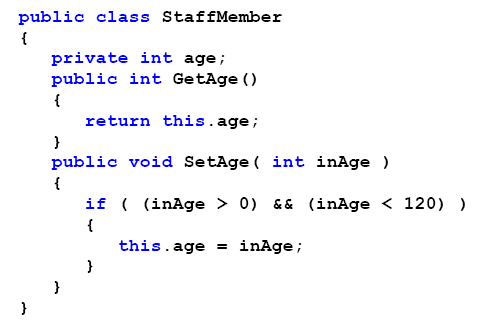 public class StaffMember
{
private int age;
public int GetAge()
{
return this.age;
}
public void SetAge( int inAge )
{
if ( (inAge > 0) && (inAge < 120) )
{
this.age = inAge;
}
}
}